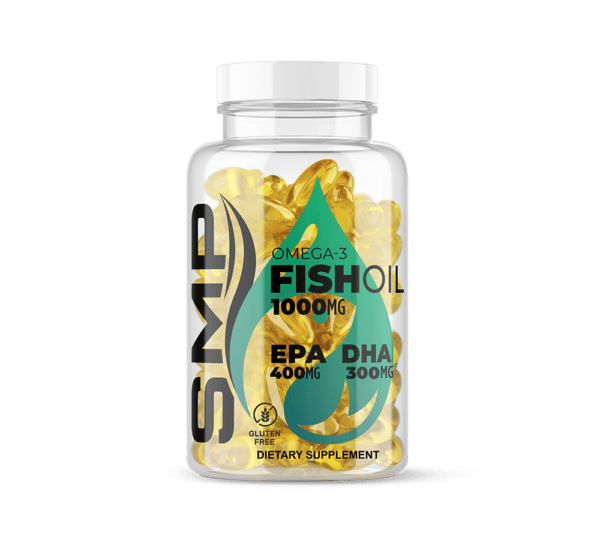 SMP
OMEGA-3
FISHOIL
1000MG
EPA DHA
400MG 300MG
GLUTEN
FREE
DIETARY SUPPLEMENT